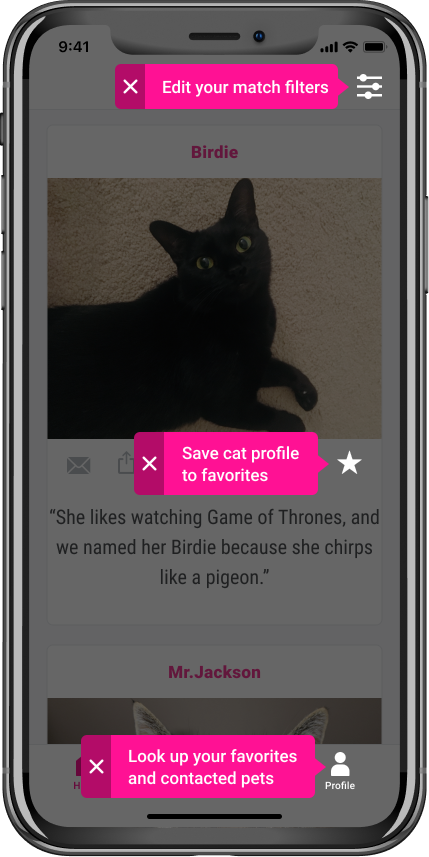 9:41
Edit your match filters
Birdie
Save cat profile
to favorites
“She likes watching Game of Thrones, and
we named her Birdie because she chirps
like a pigeon.”
Mr.Jackson
Look up your favorites
and contacted pets
Profile